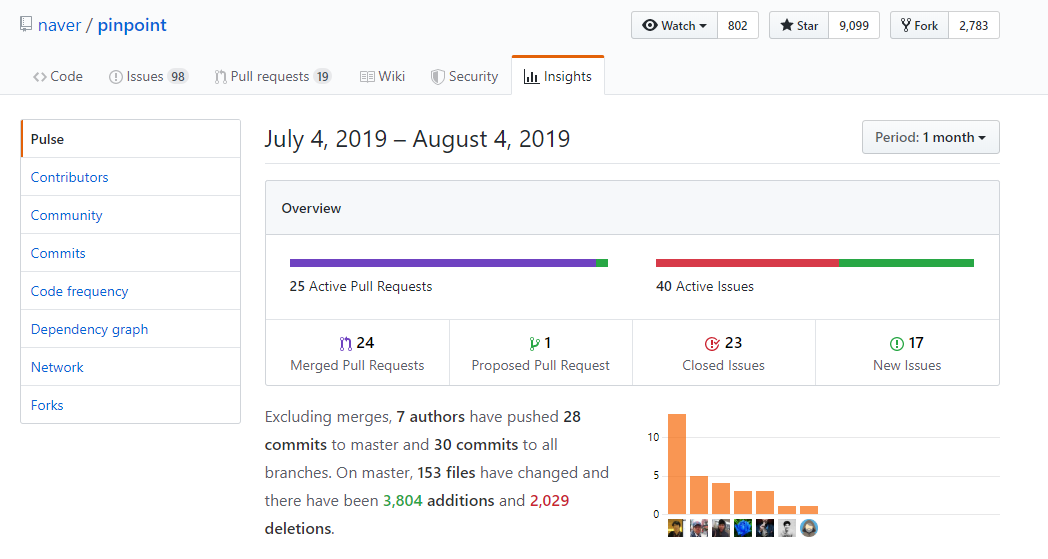 naver / pinpoint
Watch 802 Star 9,099 Fork 2,783
Code Issues 98 Pull requests 19 Wiki Security Insights
Pulse
Contributors
Community
Commits
Code frequency
Dependency graph
Network
Forks
July 4, 2019 – August 4, 2019
Period: 1 month
Overview
25 Active Pull Requests
40 Active Issues
24
Merged Pull Requests
1
Proposed Pull Request
23
Closed Issues
17
New Issues
Excluding merges, 7 authors have pushed 28
commits to master and 30 commits to all
branches. On master, 153 files have changed and
there have been 3,804 additions and 2,029
deletions.
10
5
0